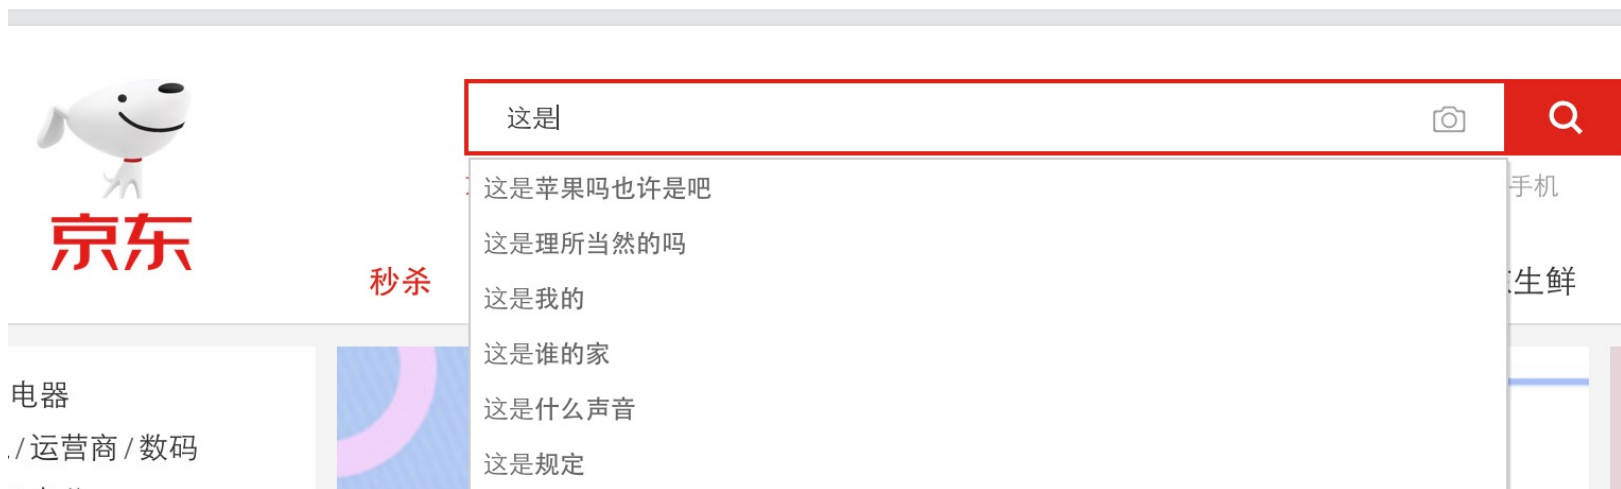 这是
这是苹果吗也许是吧
手机
这是理所当然的吗
京东
秒杀
生鲜
这是我的
这是谁的家
电器
这是什么声音
/运营商/数码
这是规定